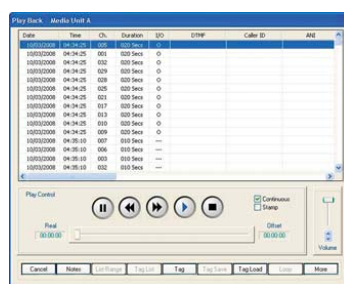 Play Back Media Unit A
Date Time Ch. Duration I/O DTMF Caller ID ANI
10/03/2008 04:34:25 005 020 Secs O
10/03/2008 04:34:25 001 020 Secs O
10/03/2008 04:34:25 032 020 Secs O
10/03/2008 04:34:25 029 020 Secs O
10/03/2008 04:34:25 028 020 Secs O
10/03/2008 04:34:25 025 020 Secs O
10/03/2008 04:34:25 021 020 Secs O
10/03/2008 04:34:25 017 020 Secs O
10/03/2008 04:34:25 013 020 Secs O
10/03/2008 04:34:25 010 020 Secs O
10/03/2008 04:34:25 009 020 Secs O
10/03/2008 04:35:10 007 010 Secs ---
10/03/2008 04:35:10 006 010 Secs ---
10/03/2008 04:35:10 003 010 Secs ---
10/03/2008 04:35:10 032 010 Secs ---
Play Control
Continuous
Stamp
Real
Offset
00:00:00
00:00:00
Volume
Cancel Notes List Range Tag List Tag Tag Save Tag Load Loop More